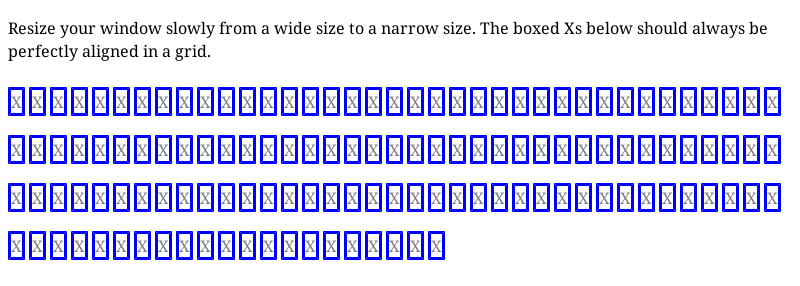 Resize your window slowly from a wide size to a narrow size. The boxed Xs below should always be
perfectly aligned in a grid.
X X X X X X X X X X X X X X X X X X X X X X X X X X X X X X X X X X X X X
X X X X X X X X X X X X X X X X X X X X X X X X X X X X X X X X X X X X X
X X X X X X X X X X X X X X X X X X X X X X X X X X X X X X X X X X X X X
X X X X X X X X X X X X X X X X X X X X X